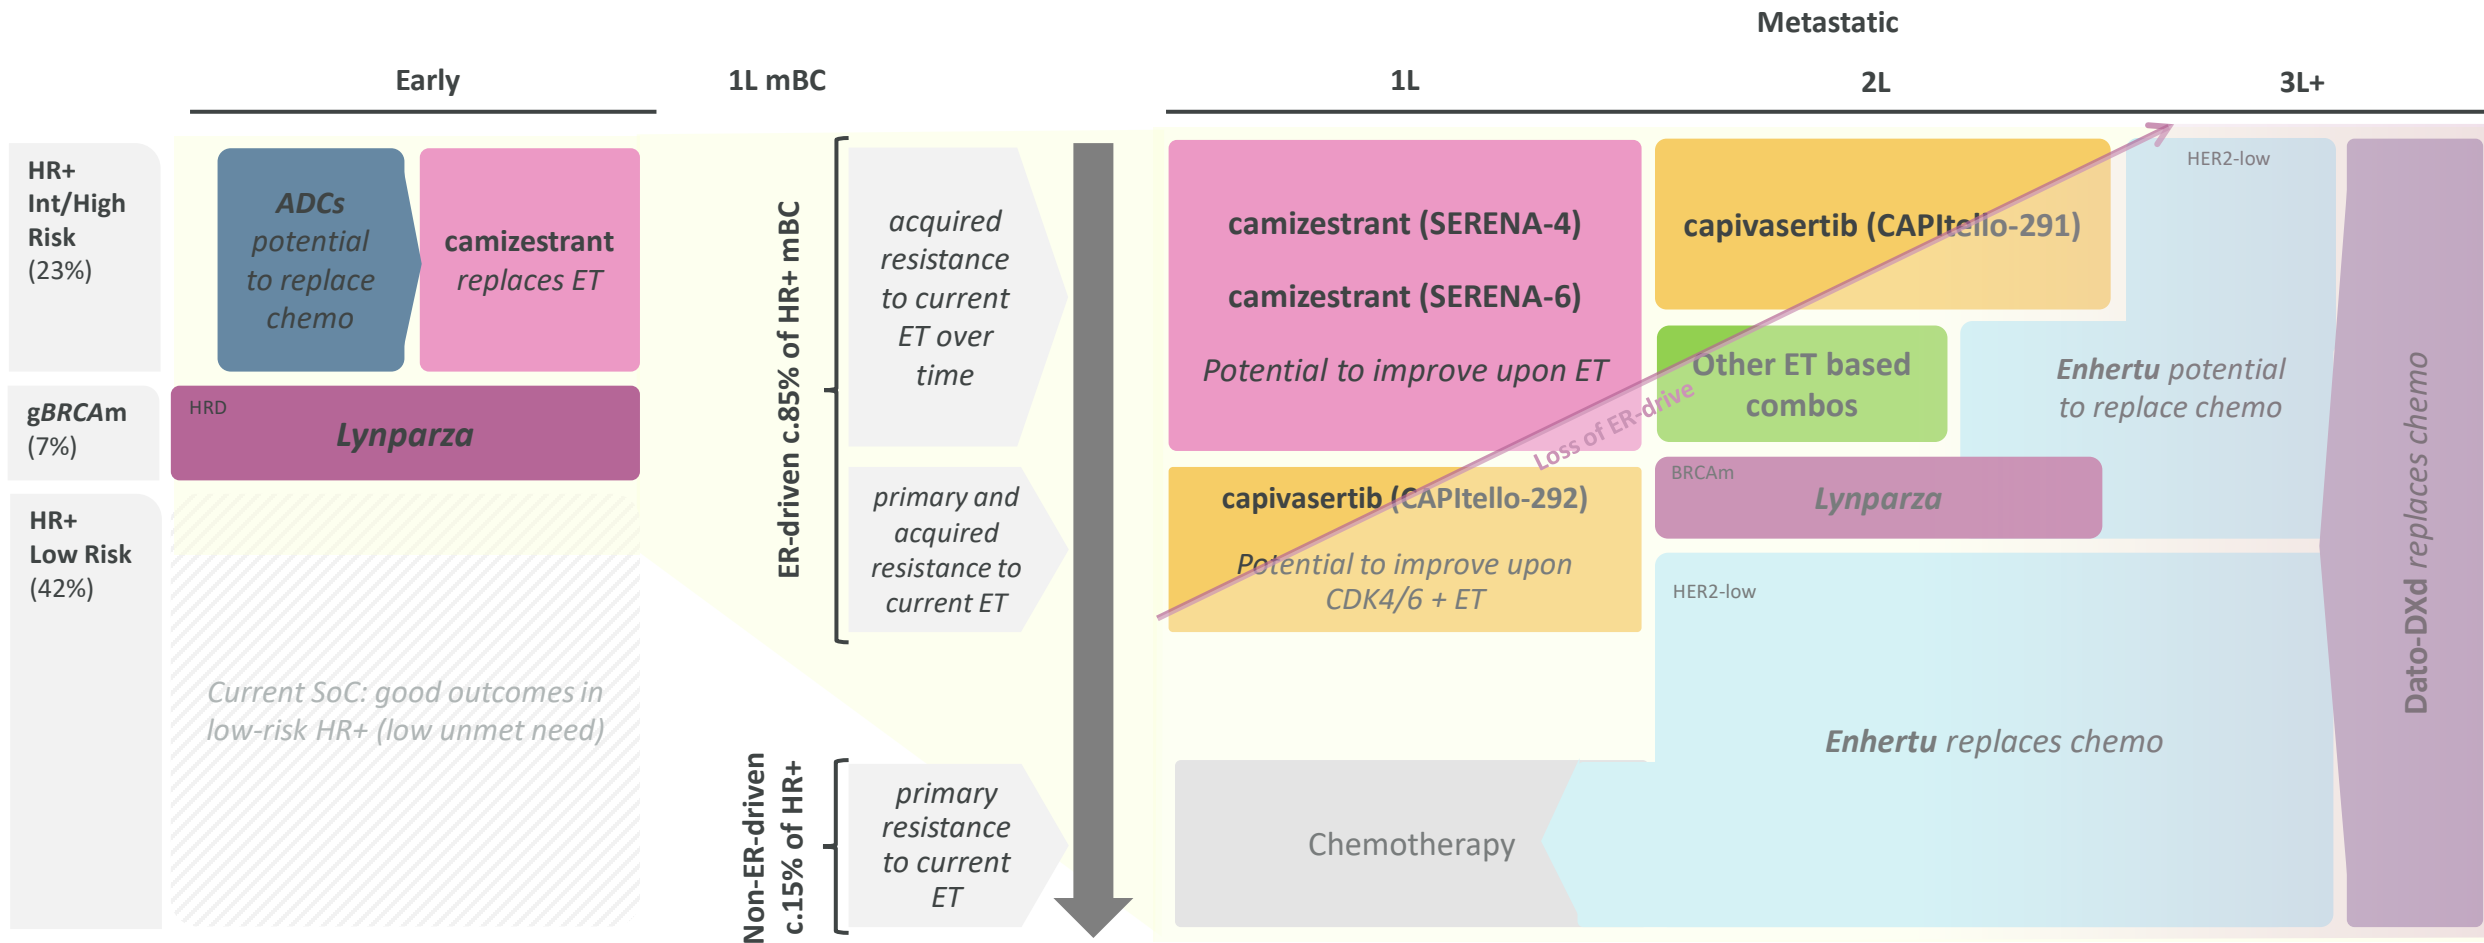 Metastatic
Early
1L mBC
1L
2L
3L+
HR+
Int/High
Risk
(23%)
ADCs
potential
to replace
chemo
camizestrant
replaces ET
gBRCAm
(7%)
HRD
Lynparza
HR+
Low Risk
(42%)
Current SoC: good outcomes in
low-risk HR+ (low unmet need)
ER-driven c.85% of HR+ mBC
acquired
resistance
to current
ET over
time
primary and
acquired
resistance to
current ET
Non-ER-driven
c.15% of HR+
primary
resistance
to current
ET
camizestrant (SERENA-4)
camizestrant (SERENA-6)
Potential to improve upon ET
capivasertib (CAPItello-292)
Potential to improve upon
CDK4/6 + ET
Loss of ER-drive
Chemotherapy
capivasertib (CAPItello-291)
Other ET based
combos
BRCAm
Lynparza
HER2-low
Enhertu potential
to replace chemo
HER2-low
Enhertu replaces chemo
Dato-DXd replaces chemo